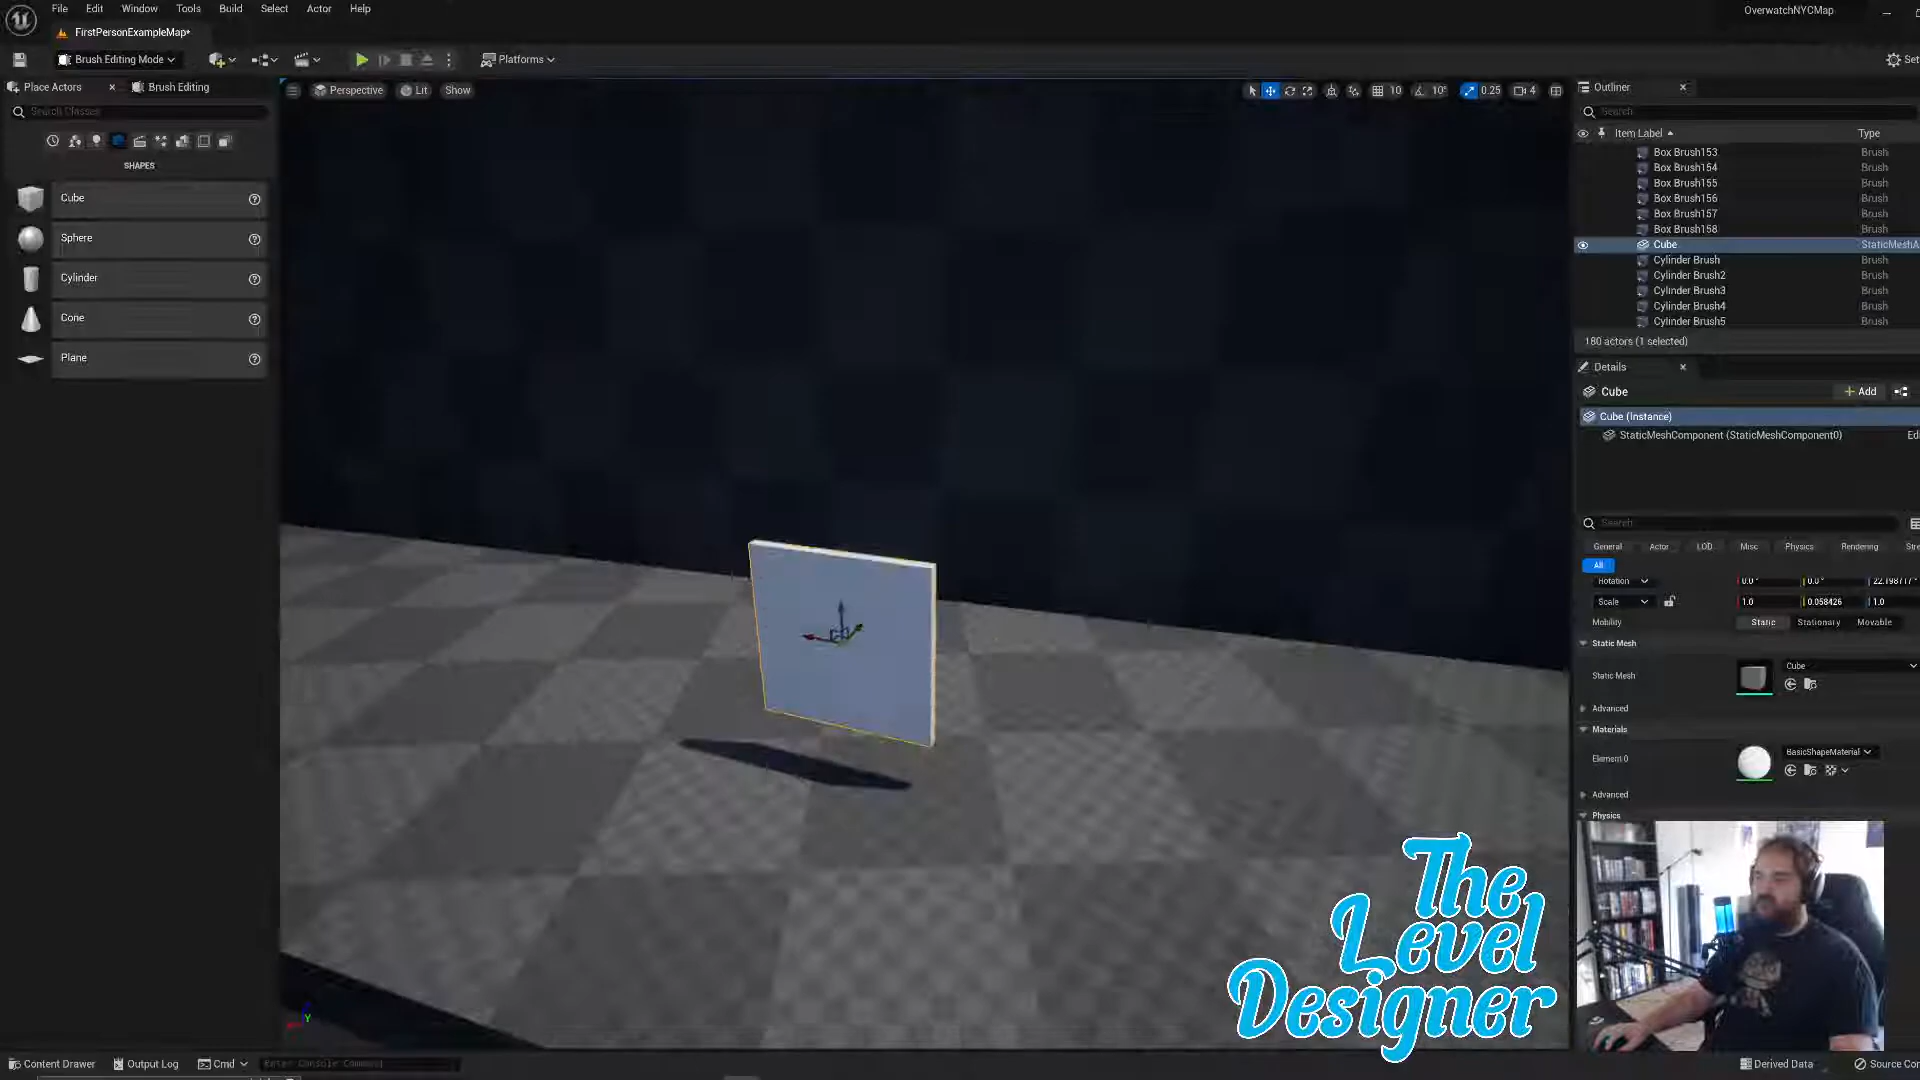 File Edit Window Tools Build Select Actor Help
OverwatchNYCMap
FirstPersonExampleMap*
Brush Editing Mode
Platforms
Place Actors
Brush Editing
Search Classes
SHAPES
Cube
Sphere
Cylinder
Cone
Plane
Perspective Lit Show
10 10° 0.25 4
Outliner
Search
Item Label Type
Box Brush153 Brush
Box Brush154 Brush
Box Brush155 Brush
Box Brush156 Brush
Box Brush157 Brush
Box Brush158 Brush
Cube StaticMeshA
Cylinder Brush Brush
Cylinder Brush2 Brush
Cylinder Brush3 Brush
Cylinder Brush4 Brush
Cylinder Brush5 Brush
180 actors (1 selected)
Details
Cube
+ Add
Cube (Instance)
StaticMeshComponent (StaticMeshComponent0)
Search
General Actor LOD Misc Physics Rendering
All
Rotation 0.0° 0.0° 22.198717°
Scale 1.0 0.058426 1.0
Mobility Static Stationary Movable
Static Mesh
Static Mesh Cube
Advanced
Materials
Element 0 BasicShapeMaterial
Advanced
Physics
The
Level
Designer
Y
Content Drawer Output Log Cmd Enter Console Command
Derived Data